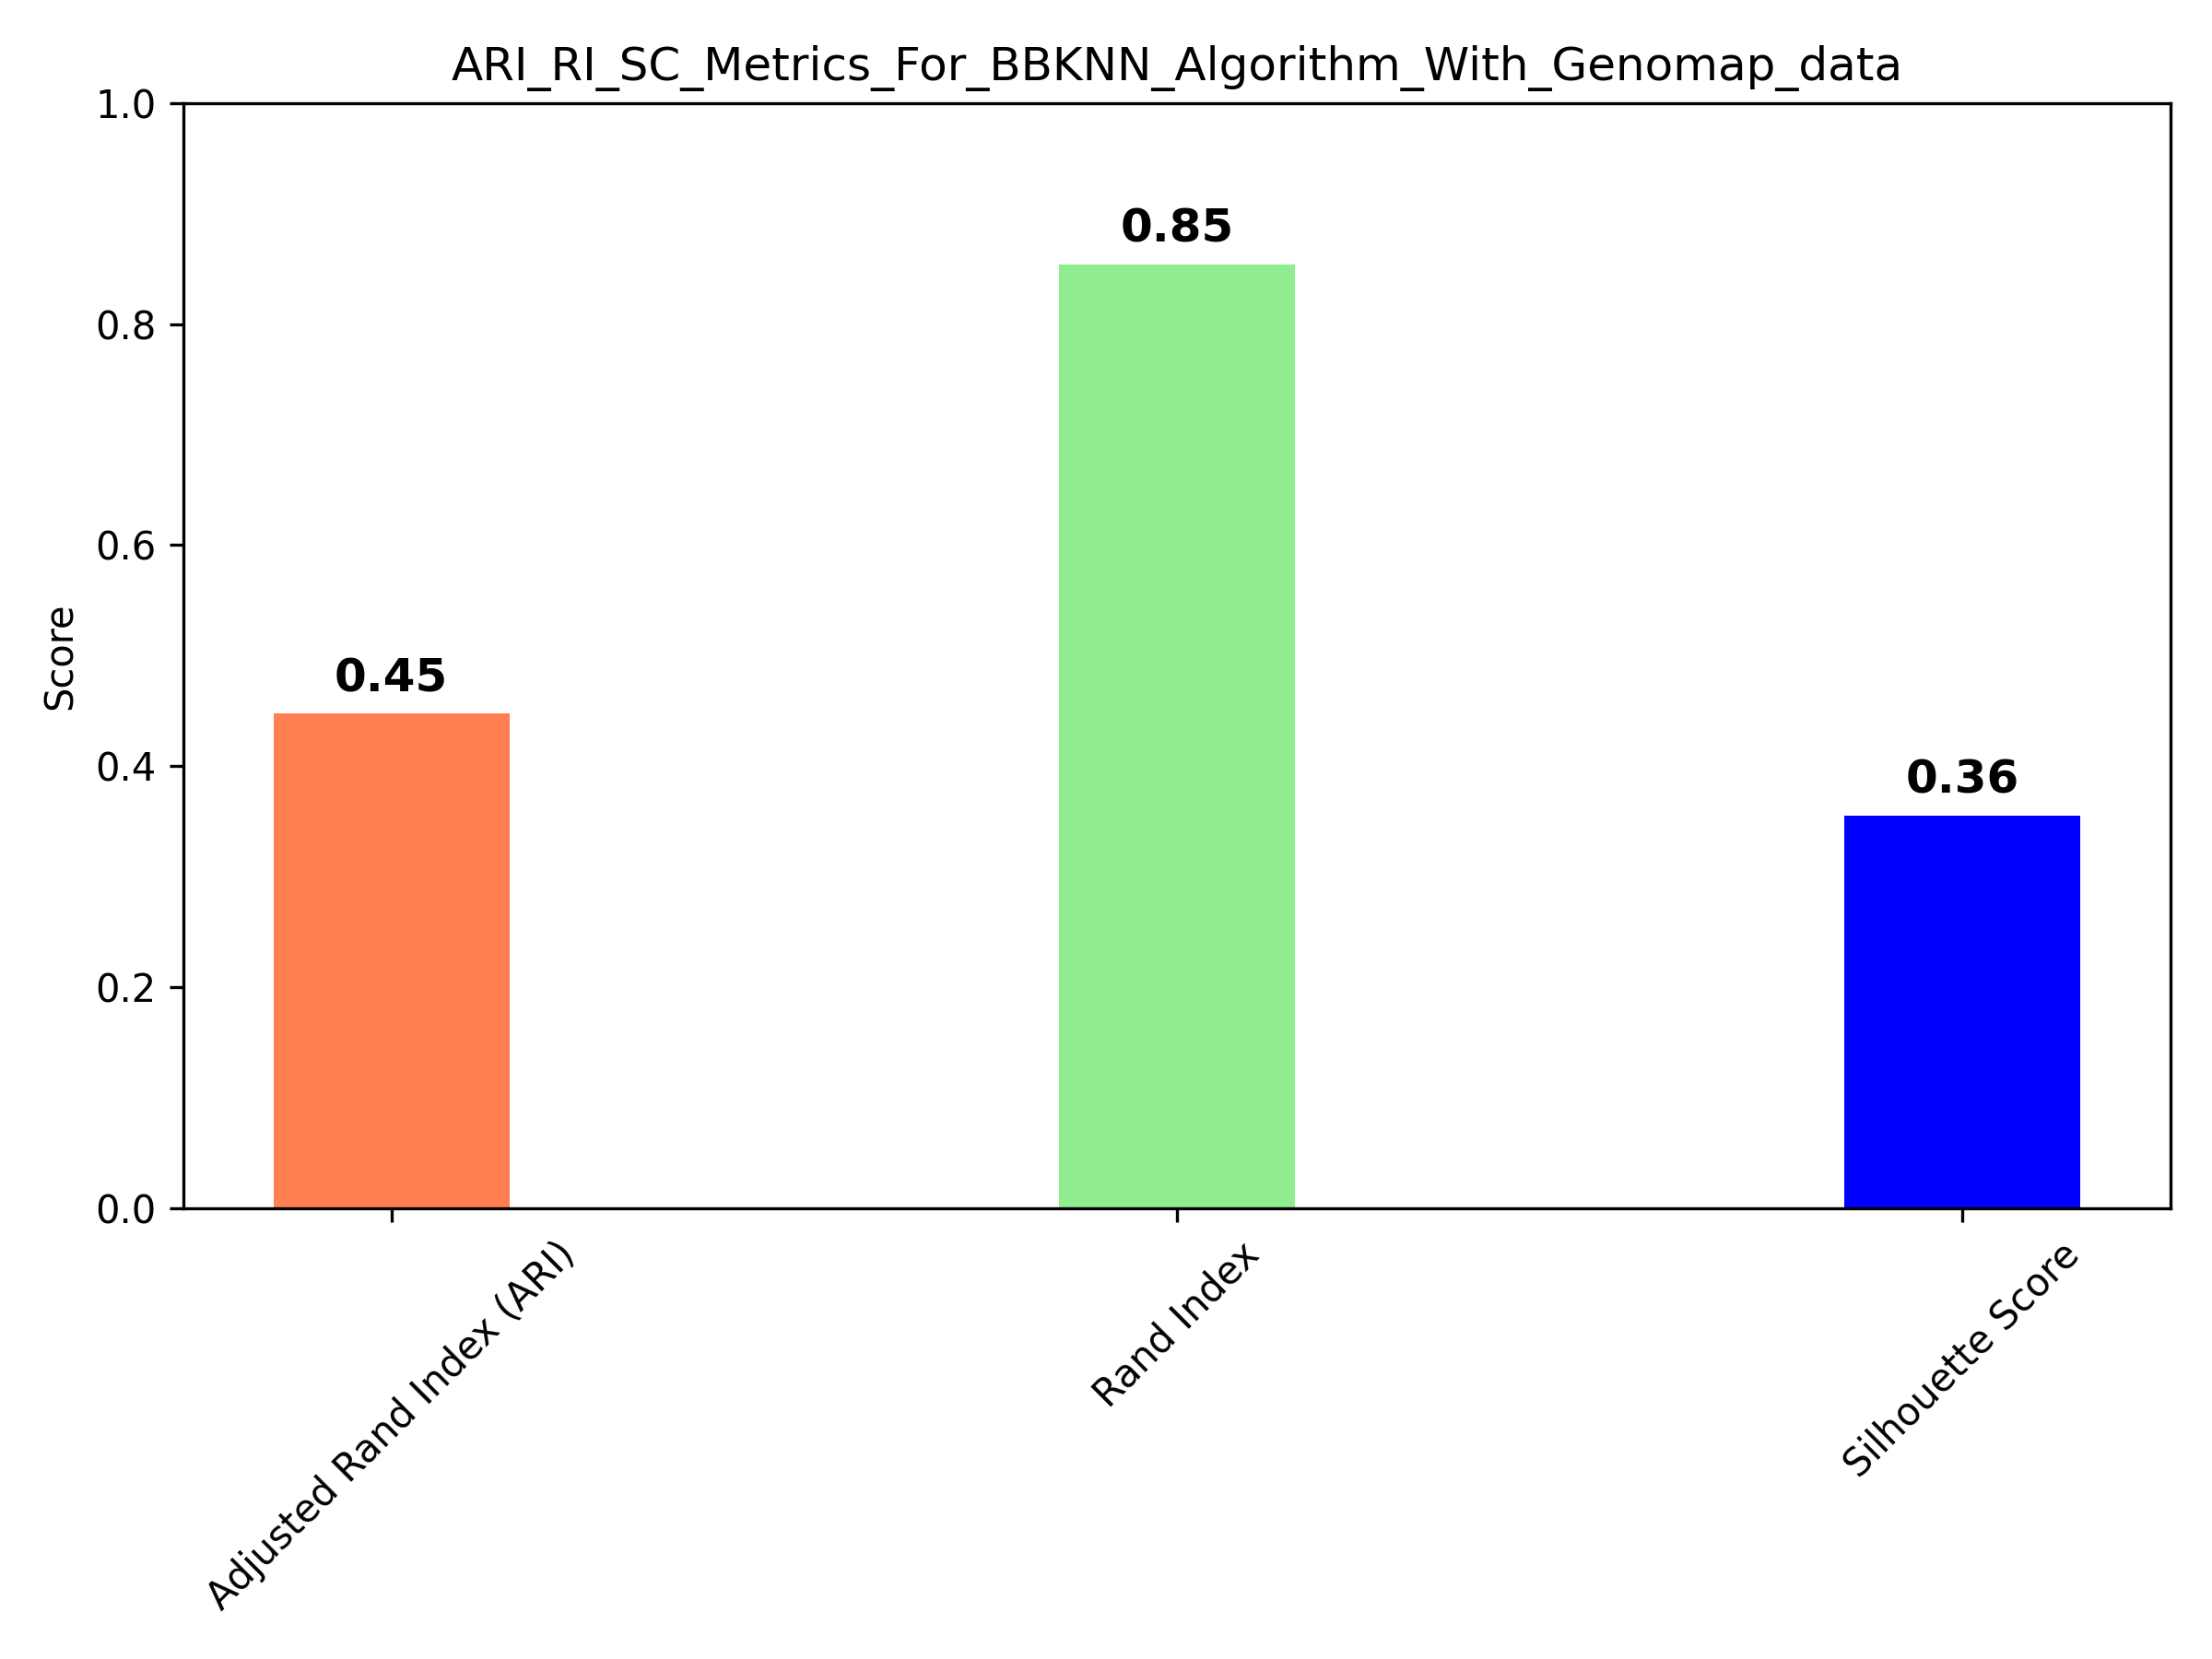 ARI_RI_SC_Metrics_For_BBKNN_Algorithm_With_Genomap_data
1.0
0.8
0.6
0.4
0.2
0.0
Score
0.45
0.85
0.36
Adjusted Rand Index (ARI)
Rand Index
Silhouette Score